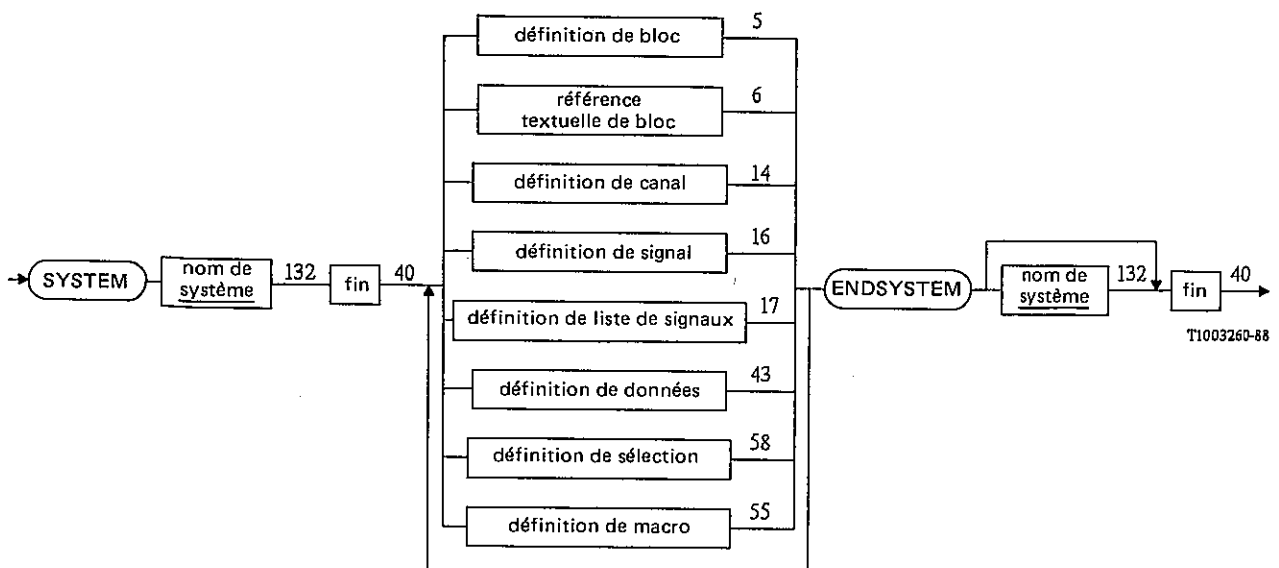 définition de bloc
5
référence
textuelle de bloc
6
définition de canal
14
définition de signal
16
SYSTEM
nom de
système
132
fin
40
définition de liste de signaux
17
ENDSYSTEM
nom de
système
132
fin
40
T1003260-88
définition de données
43
définition de sélection
58
définition de macro
55